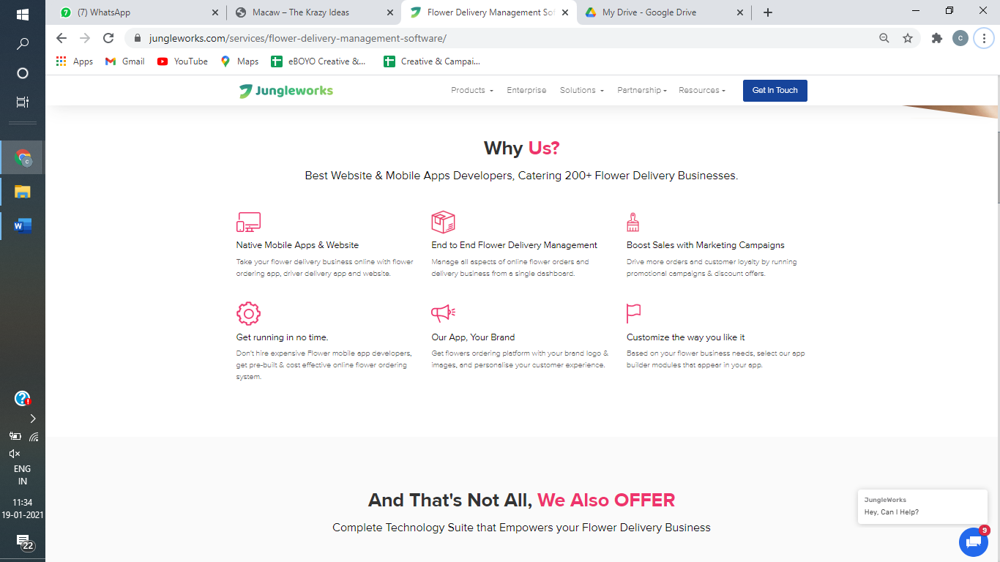 (7) WhatsApp
Macaw – The Krazy Ideas
Flower Delivery Management Sof
My Drive - Google Drive
jungleworks.com/services/flower-delivery-management-software/
c
Apps
Gmail
YouTube
Maps
eBOYO Creative &...
Creative & Campai...
Jungleworks
Products
Enterprise
Solutions
Partnership
Resources
Get In Touch
Why Us?
Best Website & Mobile Apps Developers, Catering 200+ Flower Delivery Businesses.
Native Mobile Apps & Website
Take your flower delivery business online with flower
ordering app, driver delivery app and website.
End to End Flower Delivery Management
Manage all aspects of online flower orders and
delivery business from a single dashboard.
Boost Sales with Marketing Campaigns
Drive more orders and customer loyalty by running
promotional campaigns & discount offers.
Get running in no time.
Don't hire expensive Flower mobile app developers,
get pre-built & cost effective online flower ordering
system.
Our App, Your Brand
Get flowers ordering platform with your brand logo &
images, and personalise your customer experience.
Customize the way you like it
Based on your flower business needs, select our app
builder modules that appear in your app.
And That's Not All, We Also OFFER
Complete Technology Suite that Empowers your Flower Delivery Business
JungleWorks
Hey, Can I Help?
9
ENG
IN
11:34
19-01-2021
22